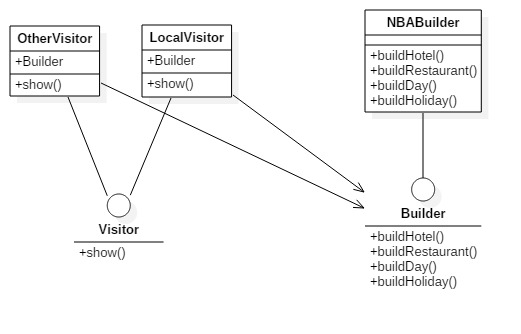 OtherVisitor
+Builder
+show()
LocalVisitor
+Builder
+show()
NBABuilder
+buildHotel()
+buildRestaurant()
+buildDay()
+buildHoliday()
Visitor
+show()
Builder
+buildHotel()
+buildRestaurant()
+buildDay()
+buildHoliday()